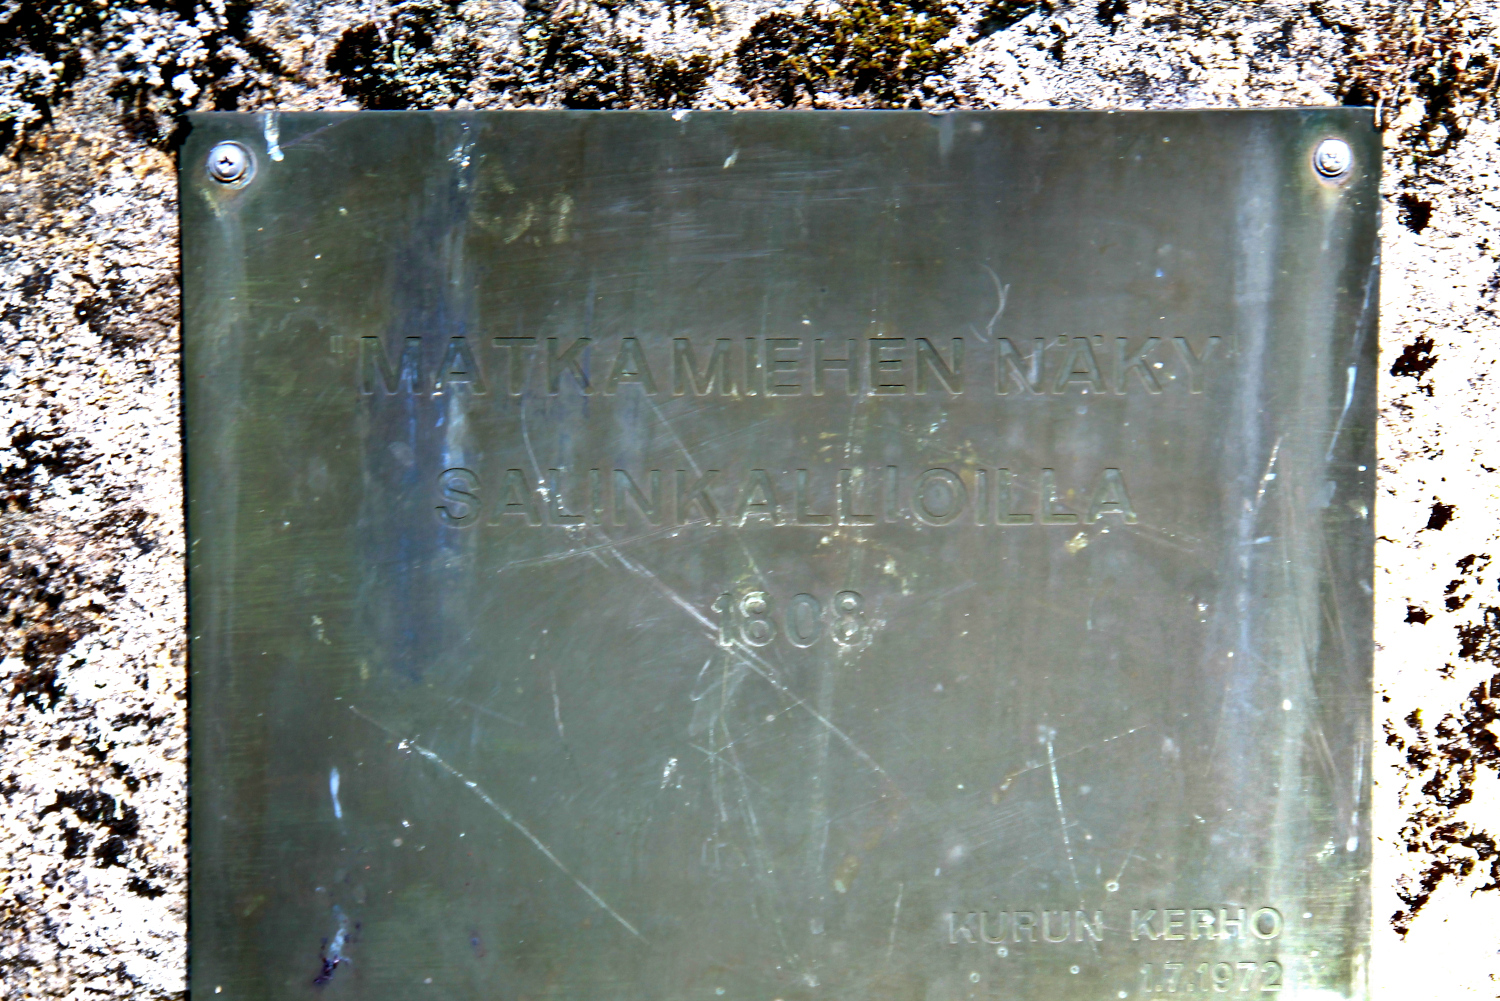 "MATKAMIEHEN NÄKY"
SALINKALLIOILLA
1808
KURUN KERHO
1.7.1972